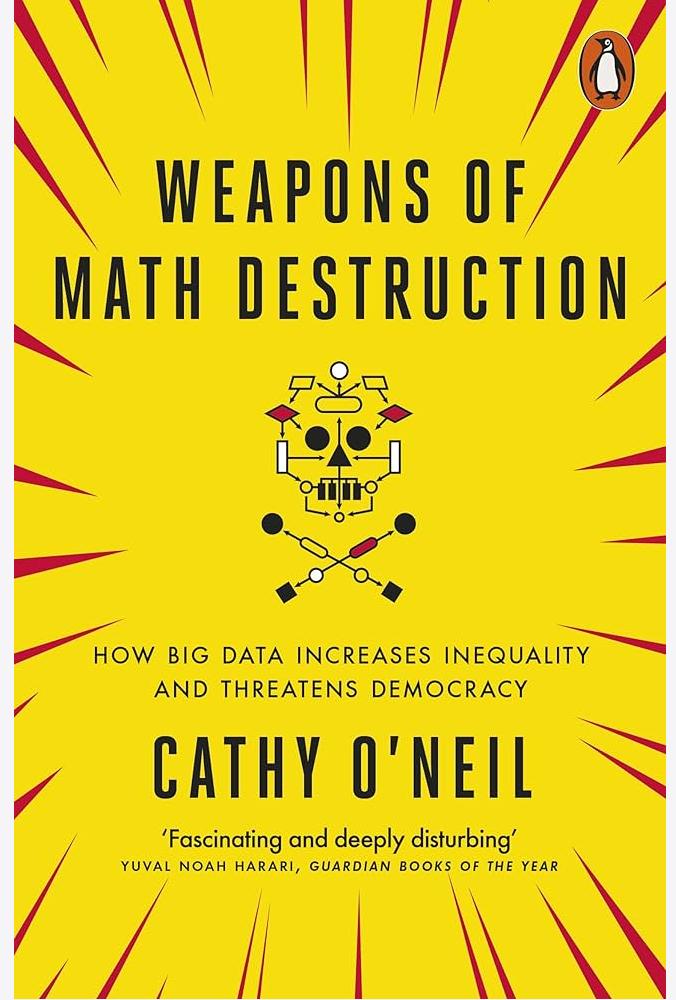 WEAPONS OF
MATH DESTRUCTION
HOW BIG DATA INCREASES INEQUALITY
AND THREATENS DEMOCRACY
CATHY O'NEIL
'Fascinating and deeply disturbing'
YUVAL NOAH HARARI, GUARDIAN BOOKS OF THE YEAR